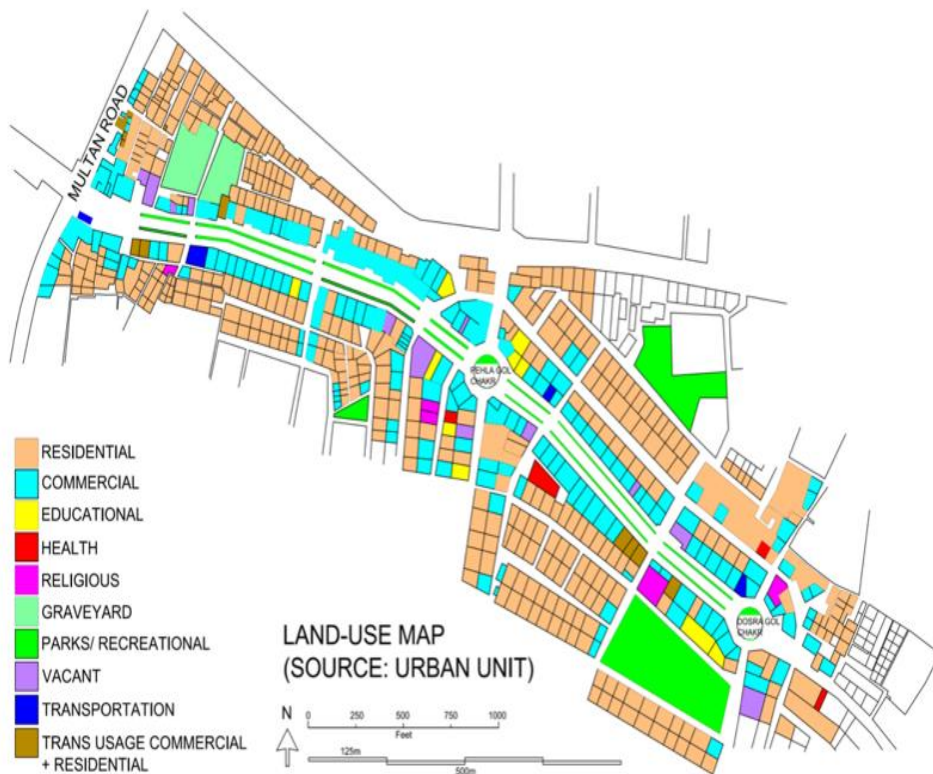 MULTAN ROAD
PEHLA GOL
CHAKR
DOSRA GOL
CHAKR
RESIDENTIAL
COMMERCIAL
EDUCATIONAL
HEALTH
RELIGIOUS
GRAVEYARD
PARKS/ RECREATIONAL
VACANT
TRANSPORTATION
TRANS USAGE COMMERCIAL
+ RESIDENTIAL
LAND-USE MAP
(SOURCE: URBAN UNIT)
N
0 250 500 750 1000
Feet
125m
500m